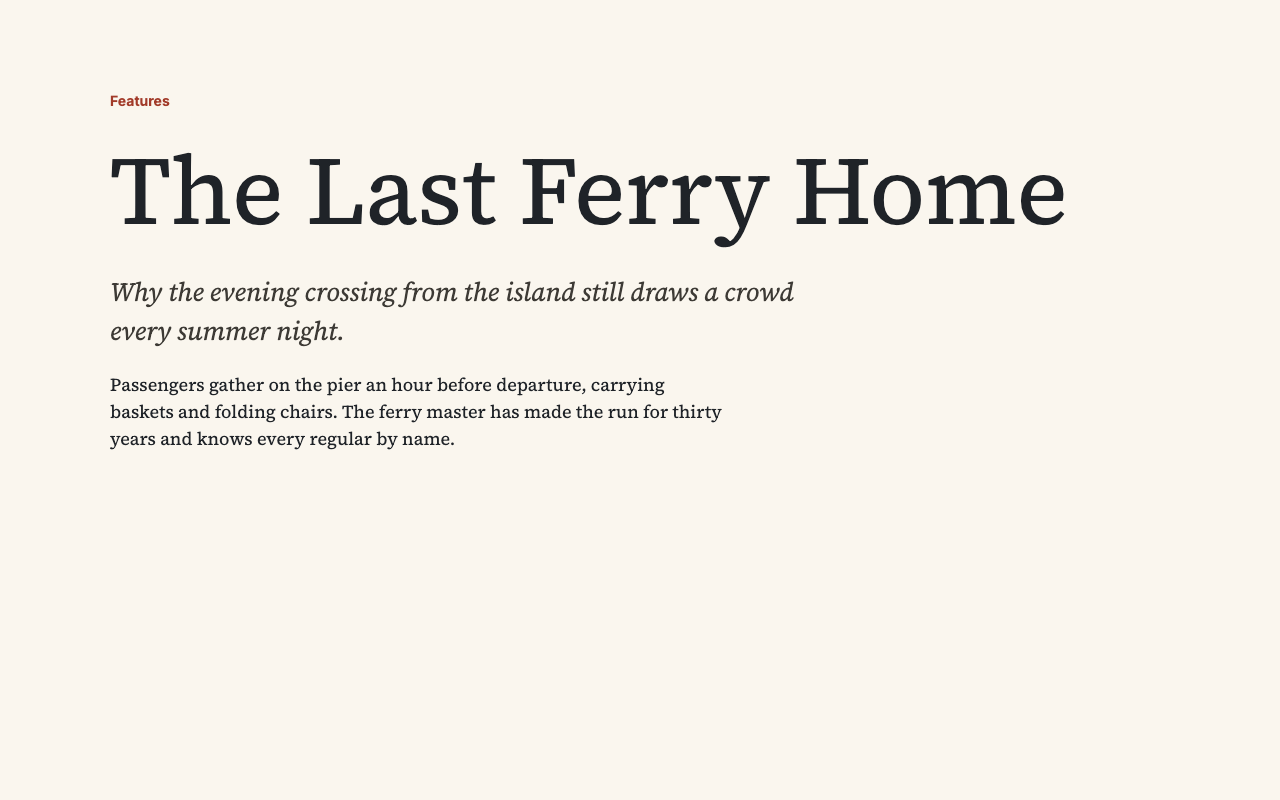 Features
The Last Ferry Home
Why the evening crossing from the island still draws a crowd
every summer night.
Passengers gather on the pier an hour before departure, carrying
baskets and folding chairs. The ferry master has made the run for thirty
years and knows every regular by name.